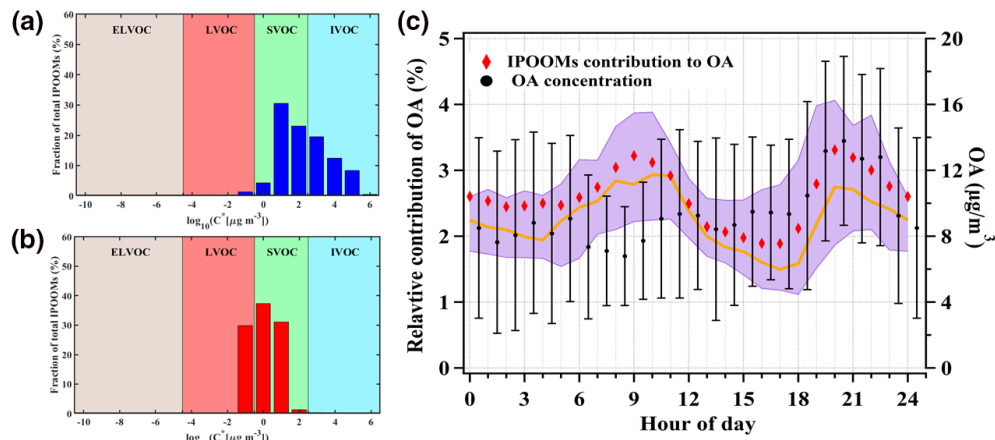 (a)
60
50
40
30
20
10
0
Fraction of total IPOOMs (%)
ELVOC LVOC SVOC IVOC
-10 -8 -6 -4 -2 0 2 4 6
log10(C*[μg m-3)
(b)
60
50
40
30
20
10
0
Fraction of total IPOOMs (%)
ELVOC LVOC SVOC IVOC
-10 -8 -6 -4 -2 0 2 4 6
log10(C*[μg m-3)
(c)
5
4
3
2
1
0
Relavtive contribution of OA (%)
IPOOMs contribution to OA
OA concentration
20
16
12
8
4
0
OA (μg/m3)
0 3 6 9 12 15 18 21 24
Hour of day